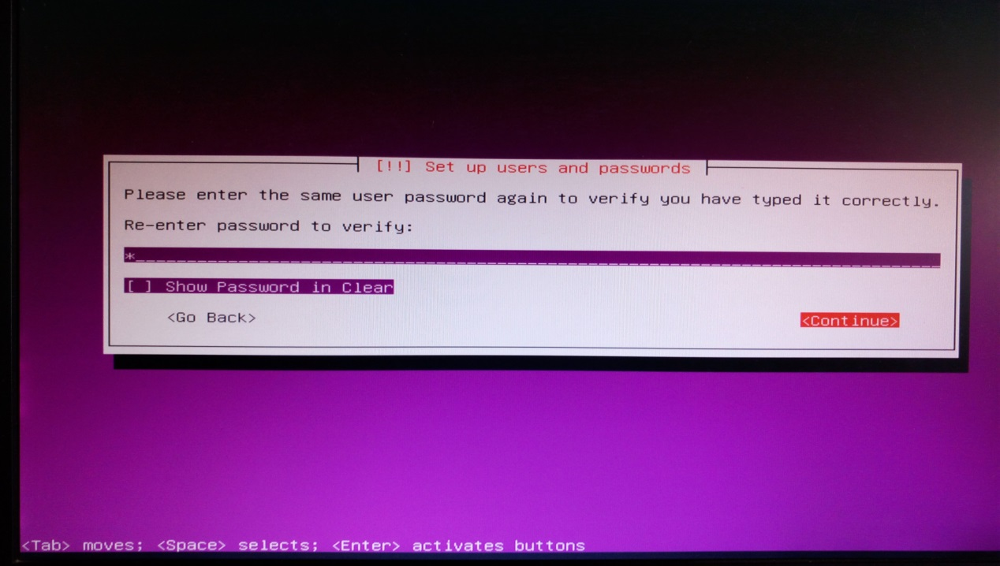 [!!] Set up users and passwords
Please enter the same user password again to verify you have typed it correctly.
Re-enter password to verify:
*_______________________________________________________________________________
[ ] Show Password in Clear
<Go Back> <Continue>
<Tab> moves; <Space> selects; <Enter> activates buttons